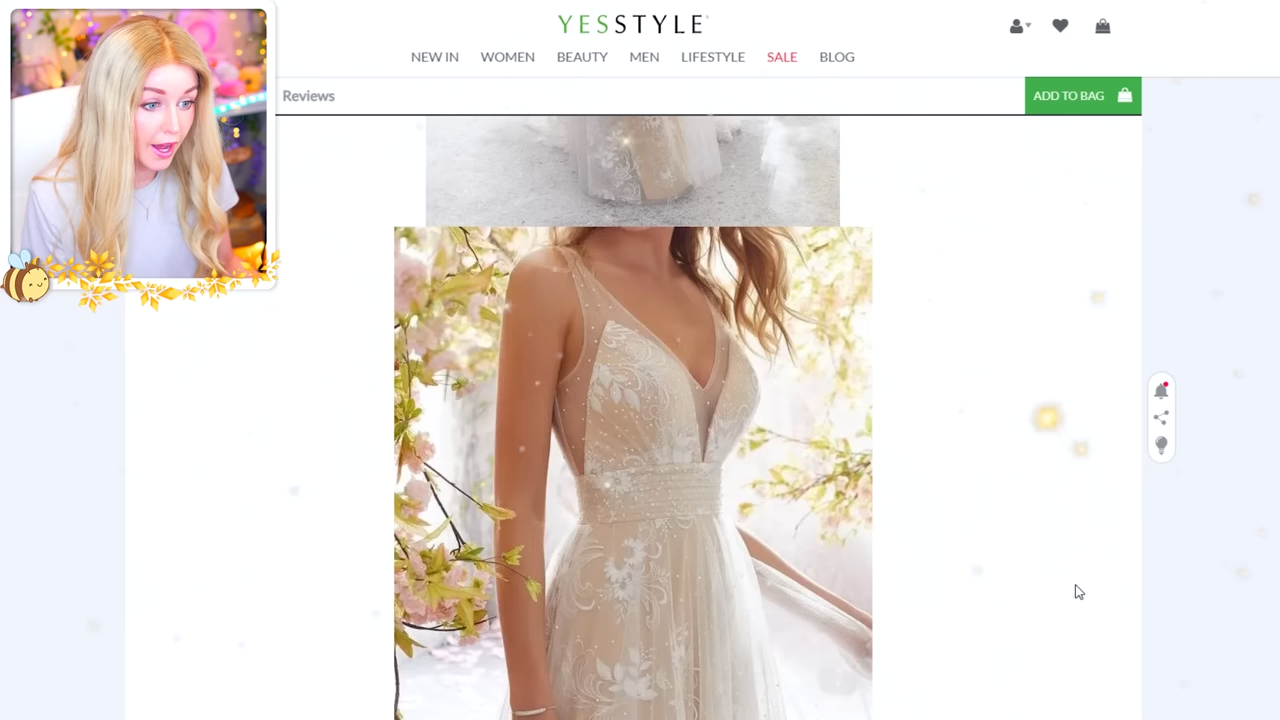 YESSTYLE
NEW IN WOMEN BEAUTY MEN LIFESTYLE SALE BLOG
Reviews
ADD TO BAG